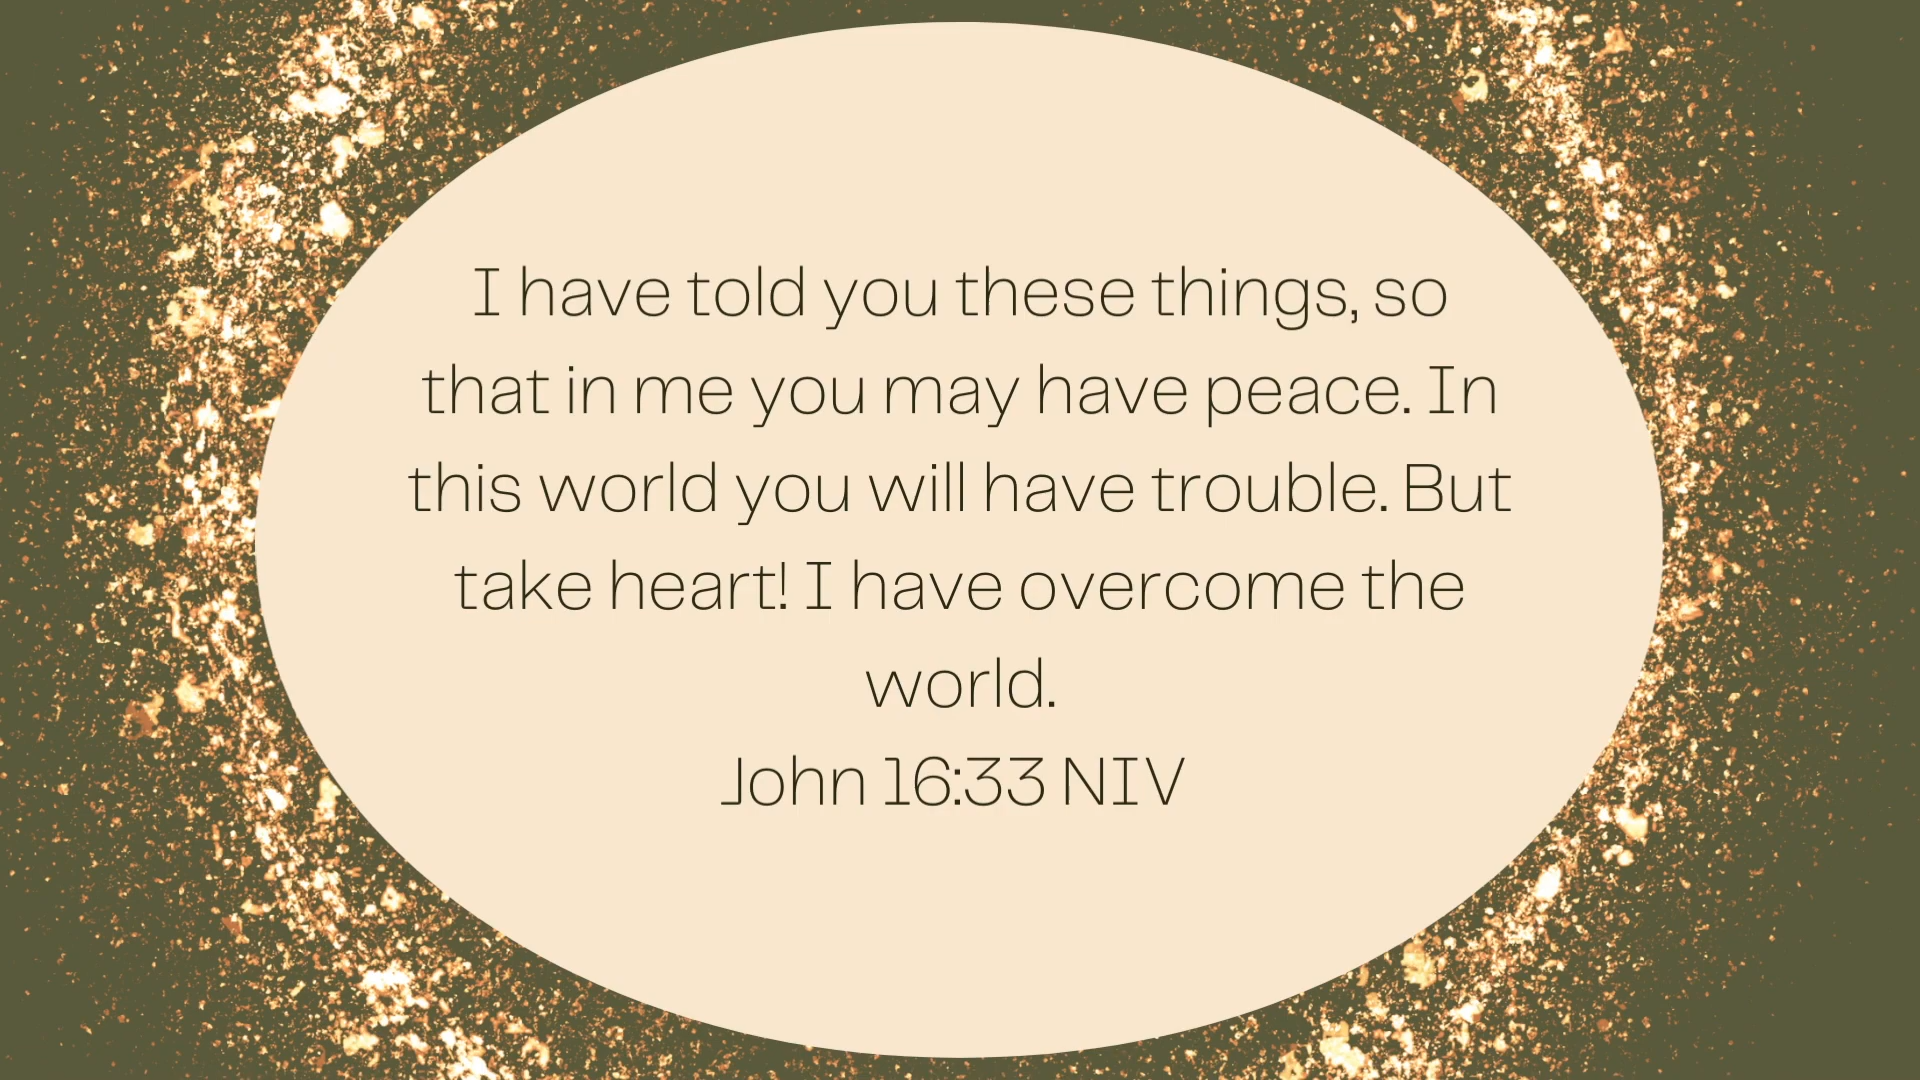 I have told you these things, so
that in me you may have peace. In
this world you will have trouble. But
take heart! I have overcome the
world.
John 16:33 NIV